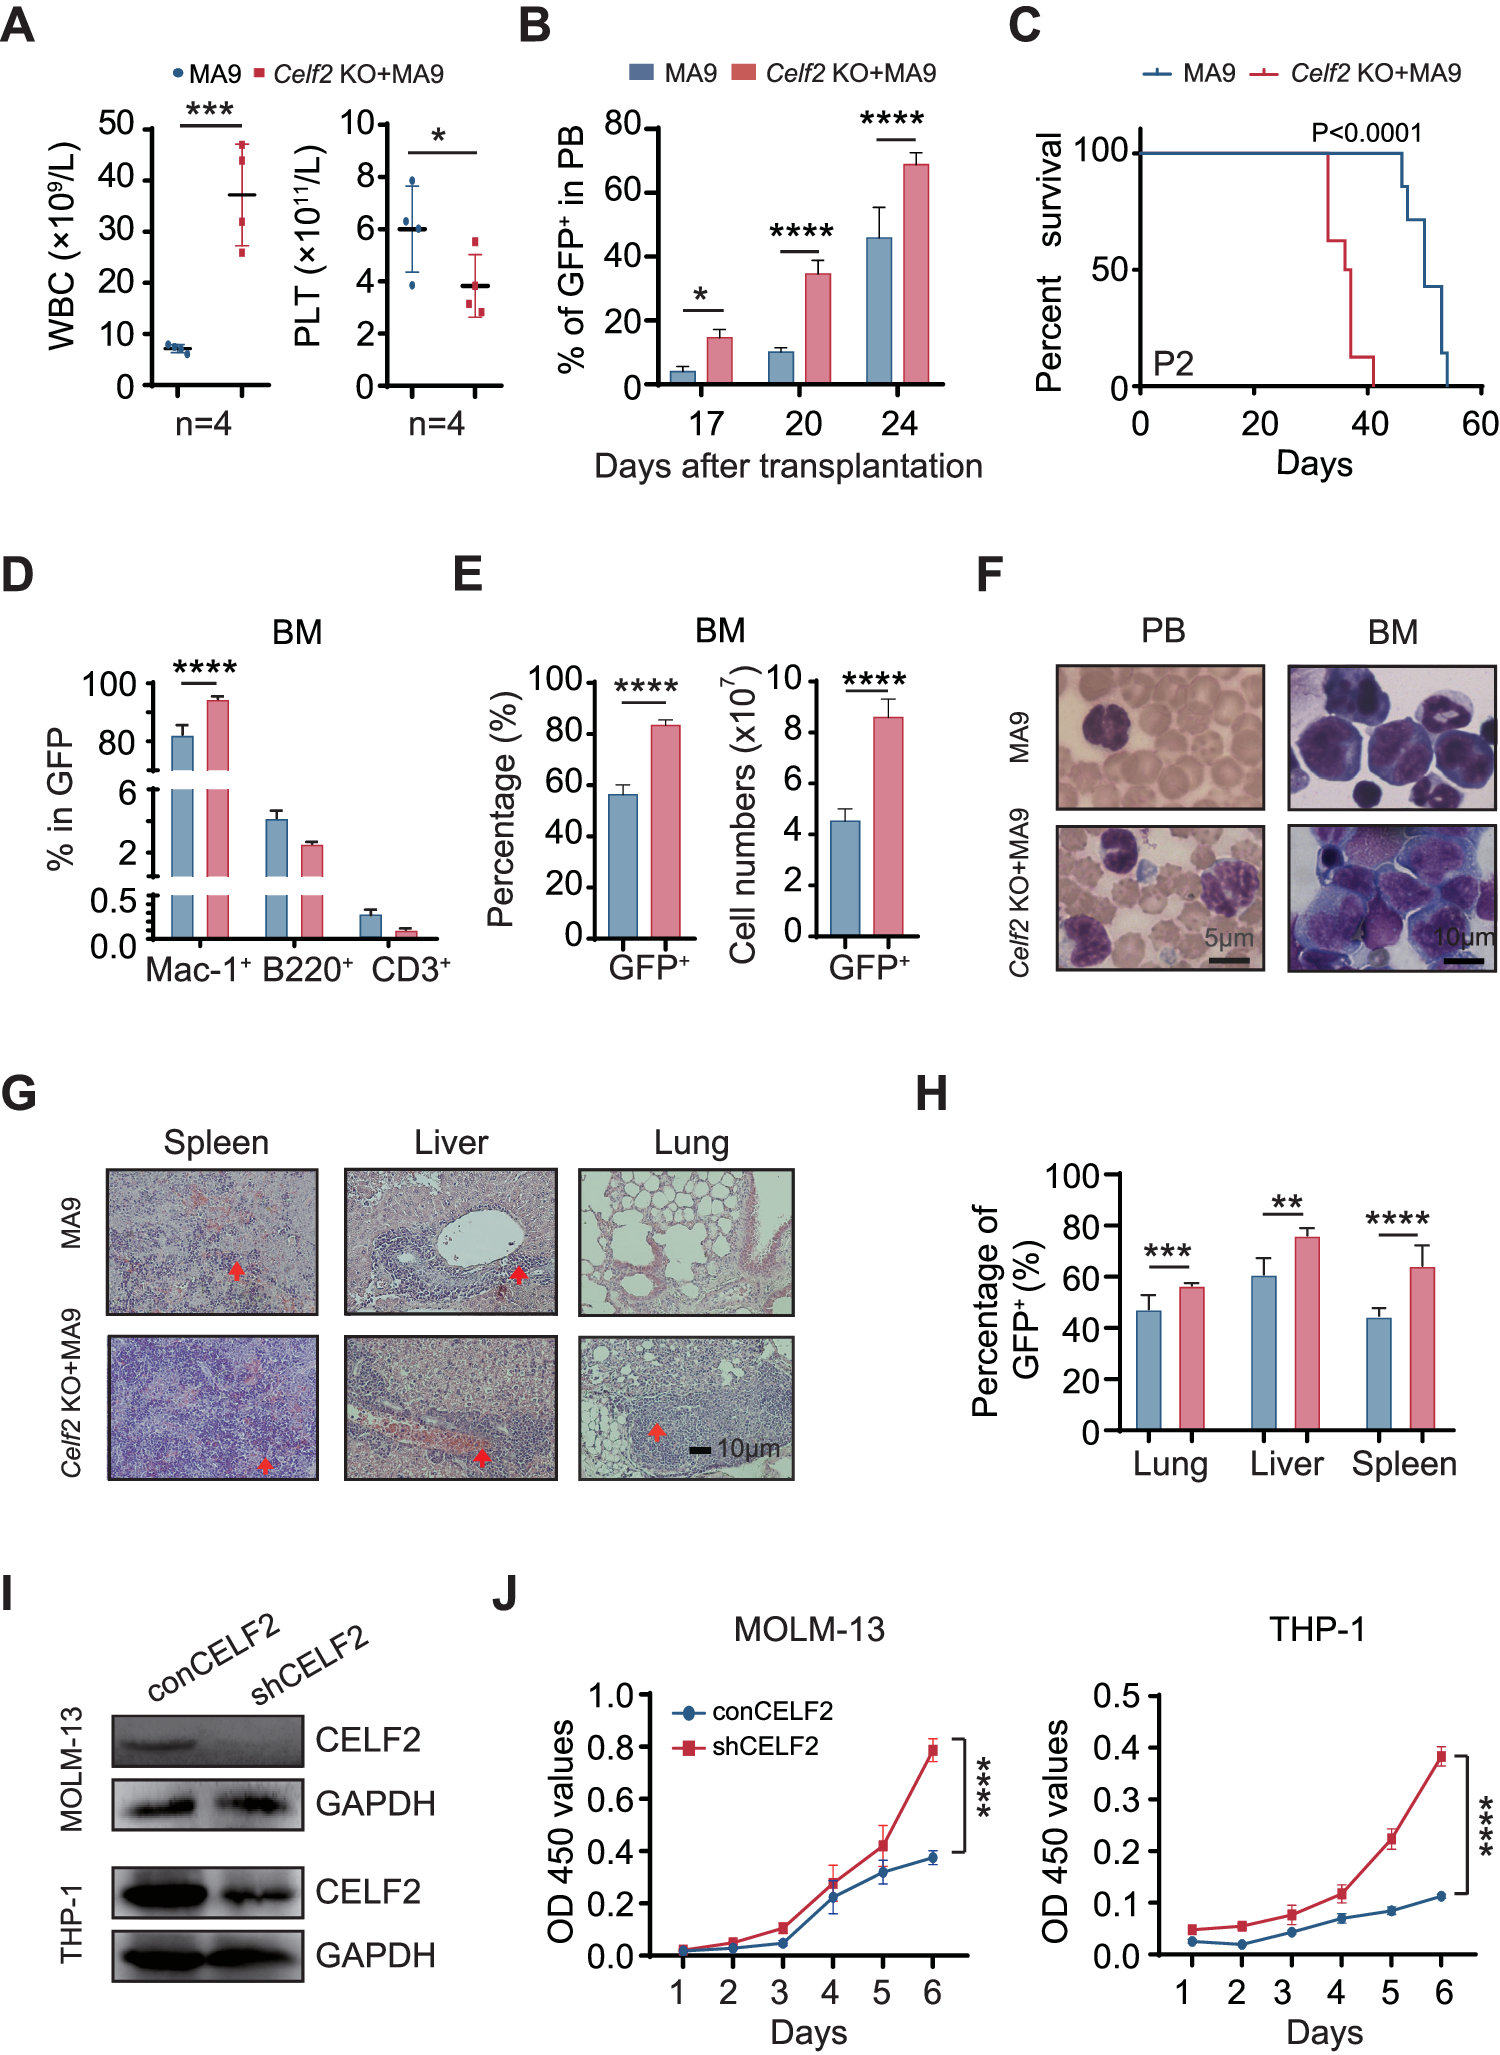 A
MA9
Celf2 KO+MA9
WBC (×10⁹/L)
50
40
30
20
10
0
***
n=4
PLT (×10¹¹/L)
10
8
6
4
2
0
*
n=4
B
MA9
Celf2 KO+MA9
% of GFP⁺ in PB
80
60
40
20
0
*
****
****
17 20 24
Days after transplantation
C
MA9
Celf2 KO+MA9
P<0.0001
Percent survival
100
50
0
P2
0 20 40 60
Days
D
BM
% in GFP
100
80
6
2
0.5
0.0
****
Mac-1⁺ B220⁺ CD3⁺
E
BM
Percentage (%)
100
80
60
40
20
0
****
GFP⁺
Cell numbers (x10⁷)
10
8
6
4
2
0
****
GFP⁺
F
PB BM
MA9
Celf2 KO+MA9
5μm
10μm
G
Spleen Liver Lung
MA9
Celf2 KO+MA9
10μm
H
Percentage of
GFP⁺(%)
100
80
60
40
20
0
***
**
****
Lung Liver Spleen
I
conCELF2
shCELF2
MOLM-13
CELF2
GAPDH
THP-1
CELF2
GAPDH
J
MOLM-13
OD 450 values
1.0
0.8
0.6
0.4
0.2
0.0
conCELF2
shCELF2
****
1 2 3 4 5 6
Days
THP-1
OD 450 values
0.5
0.4
0.3
0.2
0.1
0.0
****
1 2 3 4 5 6
Days